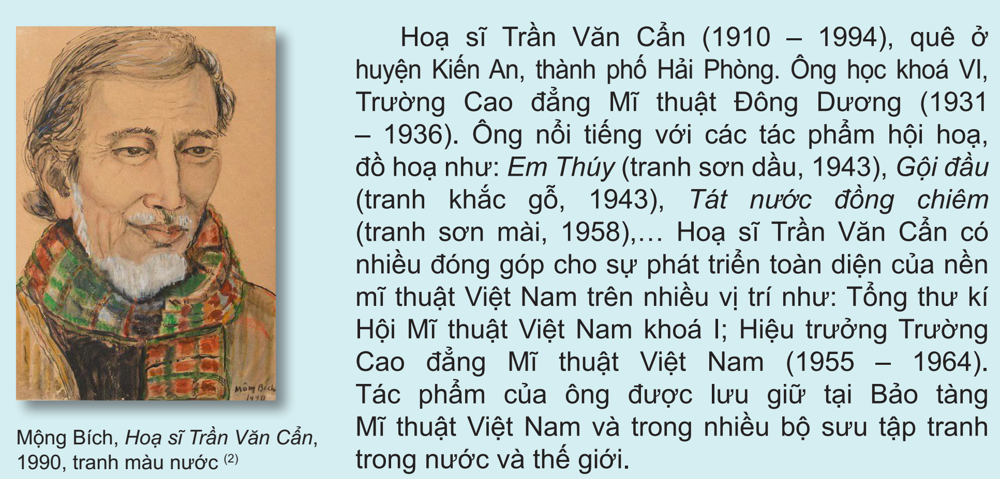 Hoạ sĩ Trần Văn Cẩn (1910 – 1994), quê ở
huyện Kiến An, thành phố Hải Phòng. Ông học khoá VI,
Trường Cao đẳng Mĩ thuật Đông Dương (1931
– 1936). Ông nổi tiếng với các tác phẩm hội hoạ,
đồ hoạ như: Em Thúy (tranh sơn dầu, 1943), Gội đầu
(tranh khắc gỗ, 1943), Tát nước đồng chiêm
(tranh sơn mài, 1958),… Hoạ sĩ Trần Văn Cẩn có
nhiều đóng góp cho sự phát triển toàn diện của nền
mĩ thuật Việt Nam trên nhiều vị trí như: Tổng thư kí
Hội Mĩ thuật Việt Nam khoá I; Hiệu trưởng Trường
Cao đẳng Mĩ thuật Việt Nam (1955 – 1964).
Tác phẩm của ông được lưu giữ tại Bảo tàng
Mĩ thuật Việt Nam và trong nhiều bộ sưu tập tranh
trong nước và thế giới.
Mộng Bích
1990
Mộng Bích, Hoạ sĩ Trần Văn Cẩn,
1990, tranh màu nước (2)